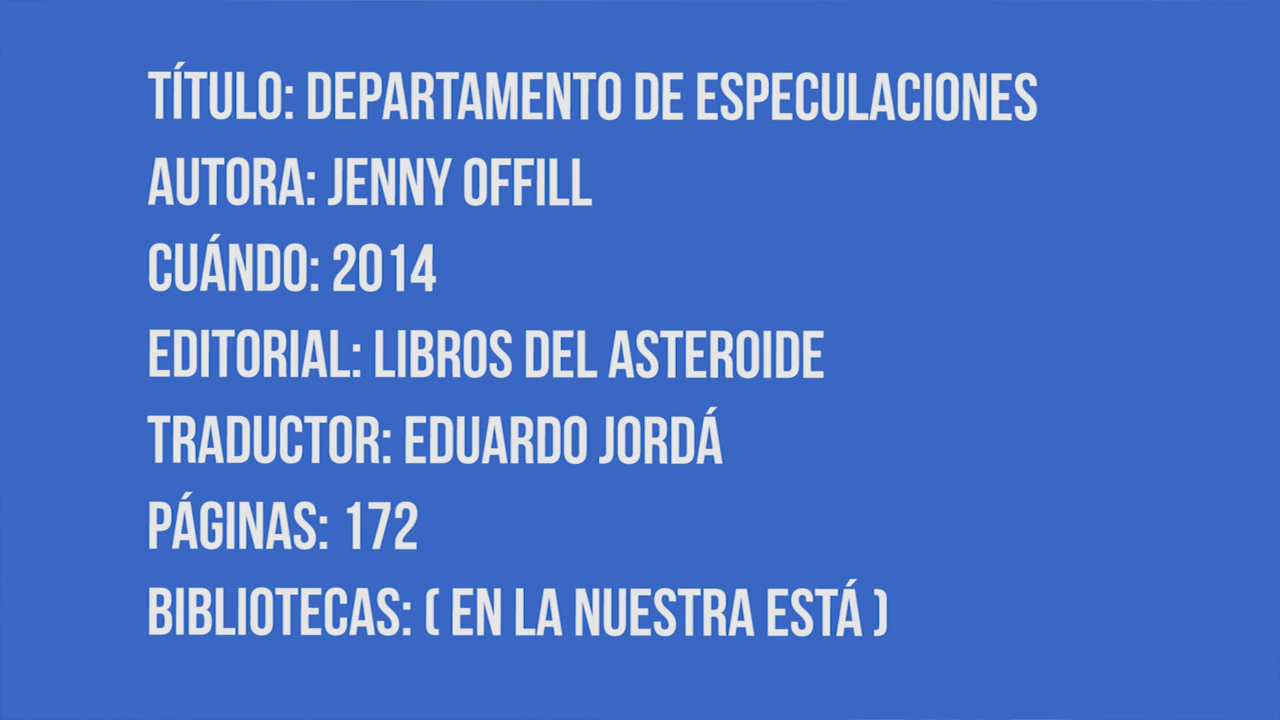 TÍTULO: DEPARTAMENTO DE ESPECULACIONES
AUTORA: JENNY OFFILL
CUÁNDO: 2014
EDITORIAL: LIBROS DEL ASTEROIDE
TRADUCTOR: EDUARDO JORDÁ
PÁGINAS: 172
BIBLIOTECAS: ( EN LA NUESTRA ESTÁ )